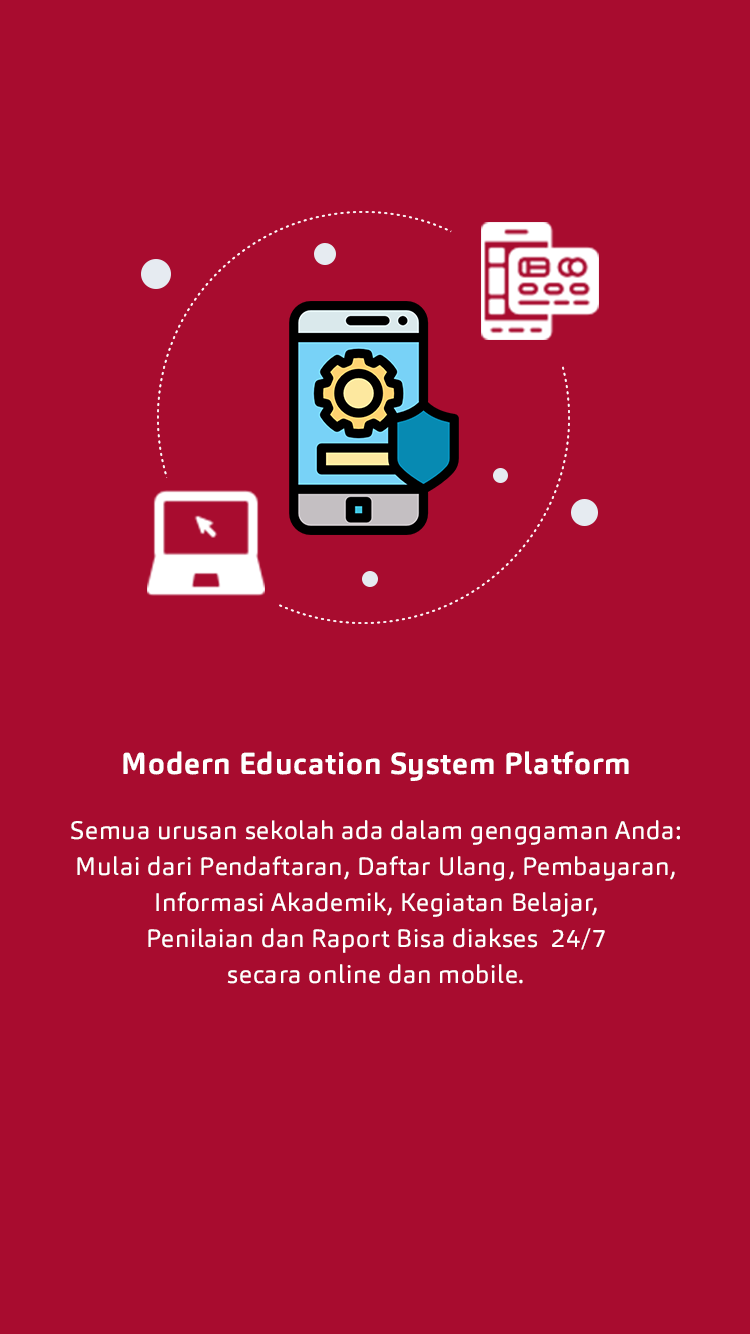 Modern Education System Platform
Semua urusan sekolah ada dalam genggaman Anda:
Mulai dari Pendaftaran, Daftar Ulang, Pembayaran,
Informasi Akademik, Kegiatan Belajar,
Penilaian dan Raport Bisa diakses  24/7
secara online dan mobile.